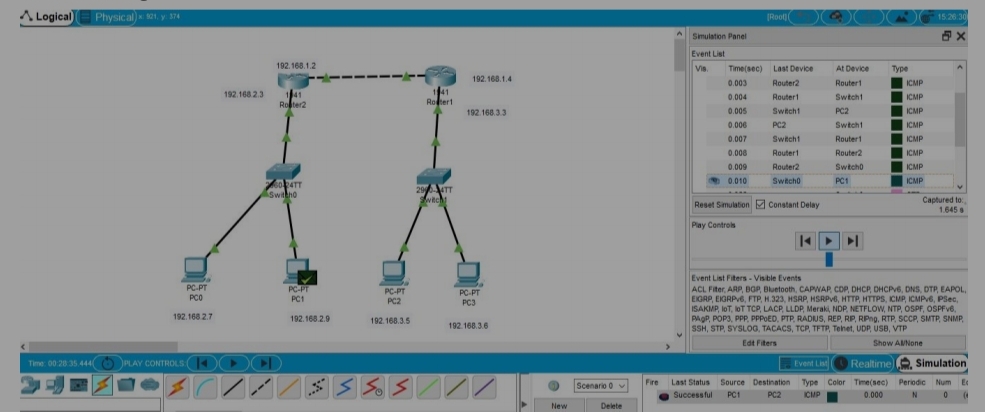 Logical Physical x: 921, y: 374 [Root] 15:26:30
Simulation Panel
Event List
Vis. Time(sec) Last Device At Device Type
0.003 Router2 Router1 ICMP
0.004 Router1 Switch1 ICMP
0.005 Switch1 PC2 ICMP
0.006 PC2 Switch1 ICMP
0.007 Switch1 Router1 ICMP
0.008 Router1 Router2 ICMP
0.009 Router2 Switch0 ICMP
0.010 Switch0 PC1 ICMP
Reset Simulation Constant Delay Captured to:
1.645 s
Play Controls
Event List Filters - Visible Events
ACL Filter, ARP, BGP, Bluetooth, CAPWAP, CDP, DHCP, DHCPv6, DNS, DTP, EAPOL,
EIGRP, EIGRPv6, FTP, H.323, HSRP, HSRPv6, HTTP, HTTPS, ICMP, ICMPv6, IPSec,
ISAKMP, IoT, IoT TCP, LACP, LLDP, Meraki, NDP, NETFLOW, NTP, OSPF, OSPFv6,
PAgP, POP3, PPP, PPPoED, PTP, RADIUS, REP, RIP, RIPng, RTP, SCCP, SMTP, SNMP,
SSH, STP, SYSLOG, TACACS, TCP, TFTP, Telnet, UDP, USB, VTP
Edit Filters Show All/None
192.168.1.2
192.168.2.3
1941
Router2
192.168.1.4
1941
Router1
192.168.3.3
2960-24TT
Switch0
2960-24TT
Switch1
PC-PT
PC0
PC-PT
PC1
PC-PT
PC2
PC-PT
PC3
192.168.2.7
192.168.2.9
192.168.3.5
192.168.3.6
Time: 00:28:35.444 PLAY CONTROLS: Event List Realtime Simulation
Scenario 0
New Delete
Fire Last Status Source Destination Type Color Time(sec) Periodic Num
Successful PC1 PC2 ICMP 0.000 N 0